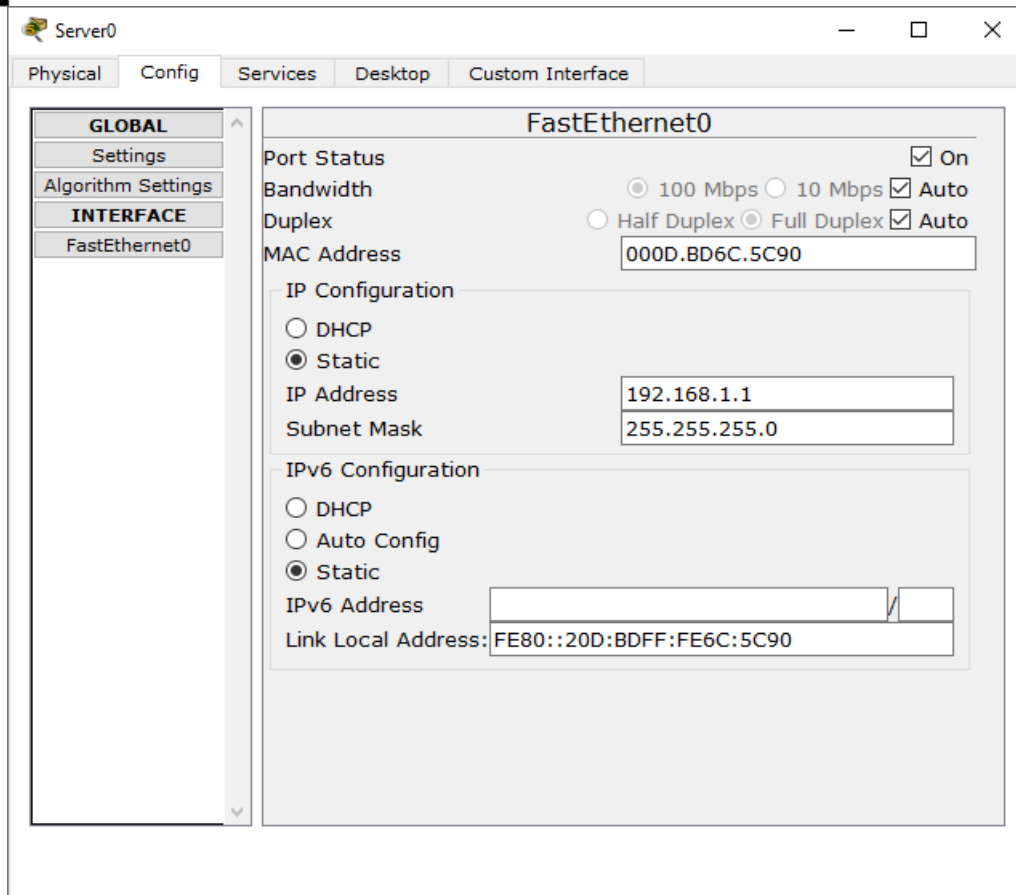 Server0
Physical Config Services Desktop Custom Interface
GLOBAL
Settings
Algorithm Settings
INTERFACE
FastEthernet0
FastEthernet0
Port Status On
Bandwidth 100 Mbps 10 Mbps Auto
Duplex Half Duplex Full Duplex Auto
MAC Address 000D.BD6C.5C90
IP Configuration
DHCP
Static
IP Address 192.168.1.1
Subnet Mask 255.255.255.0
IPv6 Configuration
DHCP
Auto Config
Static
IPv6 Address /
Link Local Address: FE80::20D:BDFF:FE6C:5C90